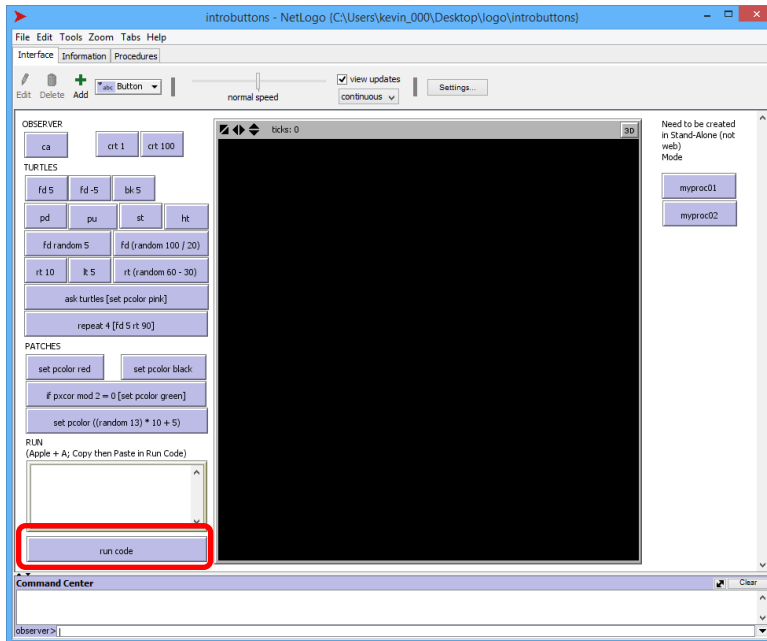 introbuttons - NetLogo {C:\Users\kevin_000\Desktop\logo\introbuttons}
File Edit Tools Zoom Tabs Help
Interface Information Procedures
Edit Delete Add abc Button normal speed view updates continuous Settings...
OBSERVER
ca crt 1 crt 100
TURTLES
fd 5 fd -5 bk 5
pd pu st ht
fd random 5 fd (random 100 / 20)
rt 10 lt 5 rt (random 60 - 30)
ask turtles [set pcolor pink]
repeat 4 [fd 5 rt 90]
PATCHES
set pcolor red set pcolor black
if pxcor mod 2 = 0 [set pcolor green]
set pcolor ((random 13) * 10 + 5)
RUN
(Apple + A; Copy then Paste in Run Code)
run code
ticks: 0 3D
Need to be created
in Stand-Alone (not
web)
Mode
myproc01
myproc02
Command Center Clear
observer>